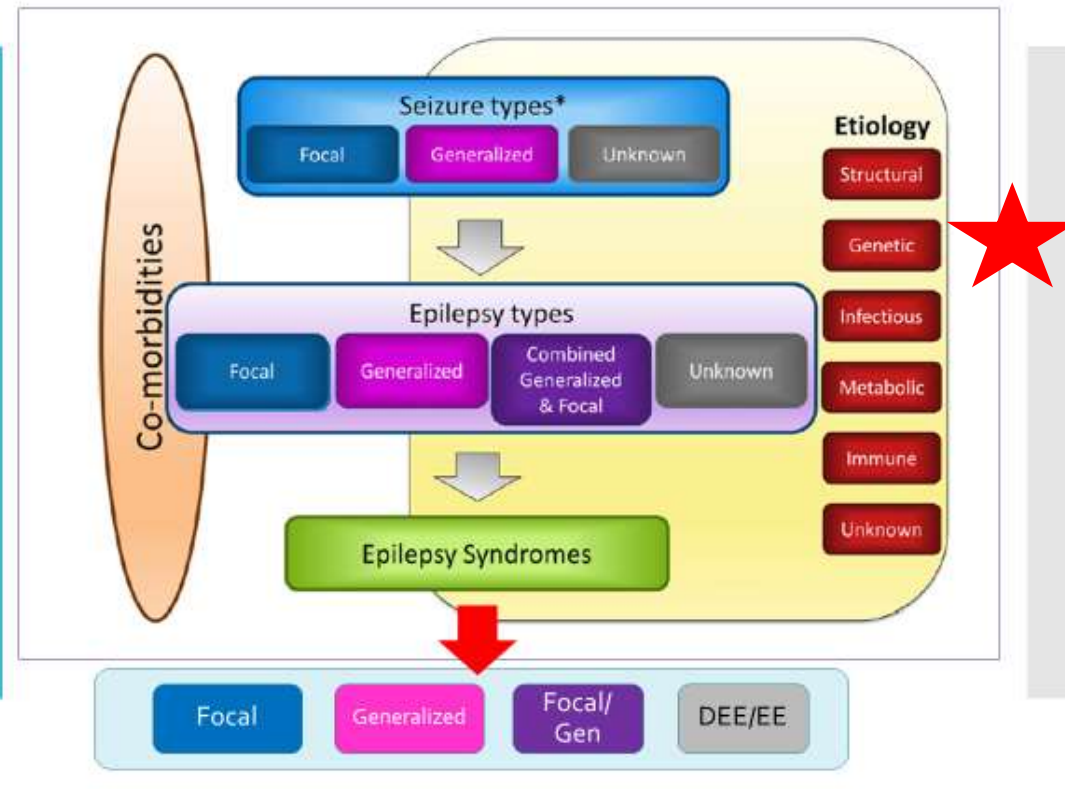 Co-morbidities
Seizure types*
Focal
Generalized
Unknown
Epilepsy types
Focal
Generalized
Combined
Generalized
& Focal
Unknown
Epilepsy Syndromes
Etiology
Structural
Genetic
Infectious
Metabolic
Immune
Unknown
Focal
Generalized
Focal/
Gen
DEE/EE